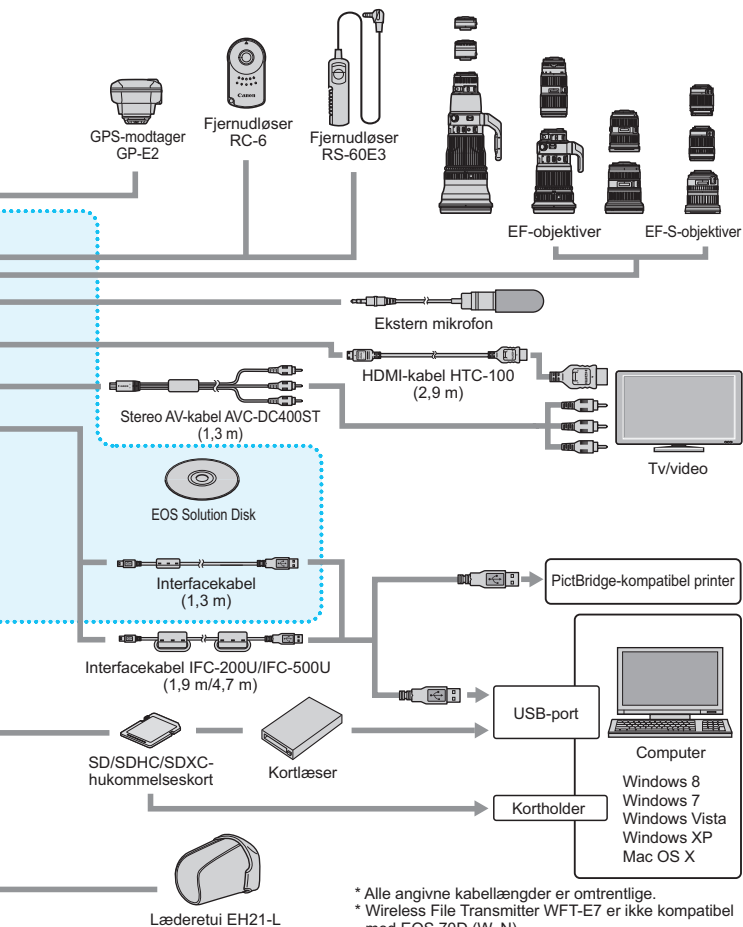 GPS-modtager
GP-E2
Canon
Fjernudløser
RC-6
Fjernudløser
RS-60E3
EF-objektiver
EF-S-objektiver
Ekstern mikrofon
HDMI-kabel HTC-100
(2,9 m)
Stereo AV-kabel AVC-DC400ST
(1,3 m)
Tv/video
EOS Solution Disk
Interfacekabel
(1,3 m)
PictBridge-kompatibel printer
Interfacekabel IFC-200U/IFC-500U
(1,9 m/4,7 m)
USB-port
Computer
SD/SDHC/SDXC-
hukommelseskort
Kortlæser
Kortholder
Windows 8
Windows 7
Windows Vista
Windows XP
Mac OS X
Læderetui EH21-L
* Alle angivne kabellængder er omtrentlige.
* Wireless File Transmitter WFT-E7 er ikke kompatibel
med EOS 70D (W, N)